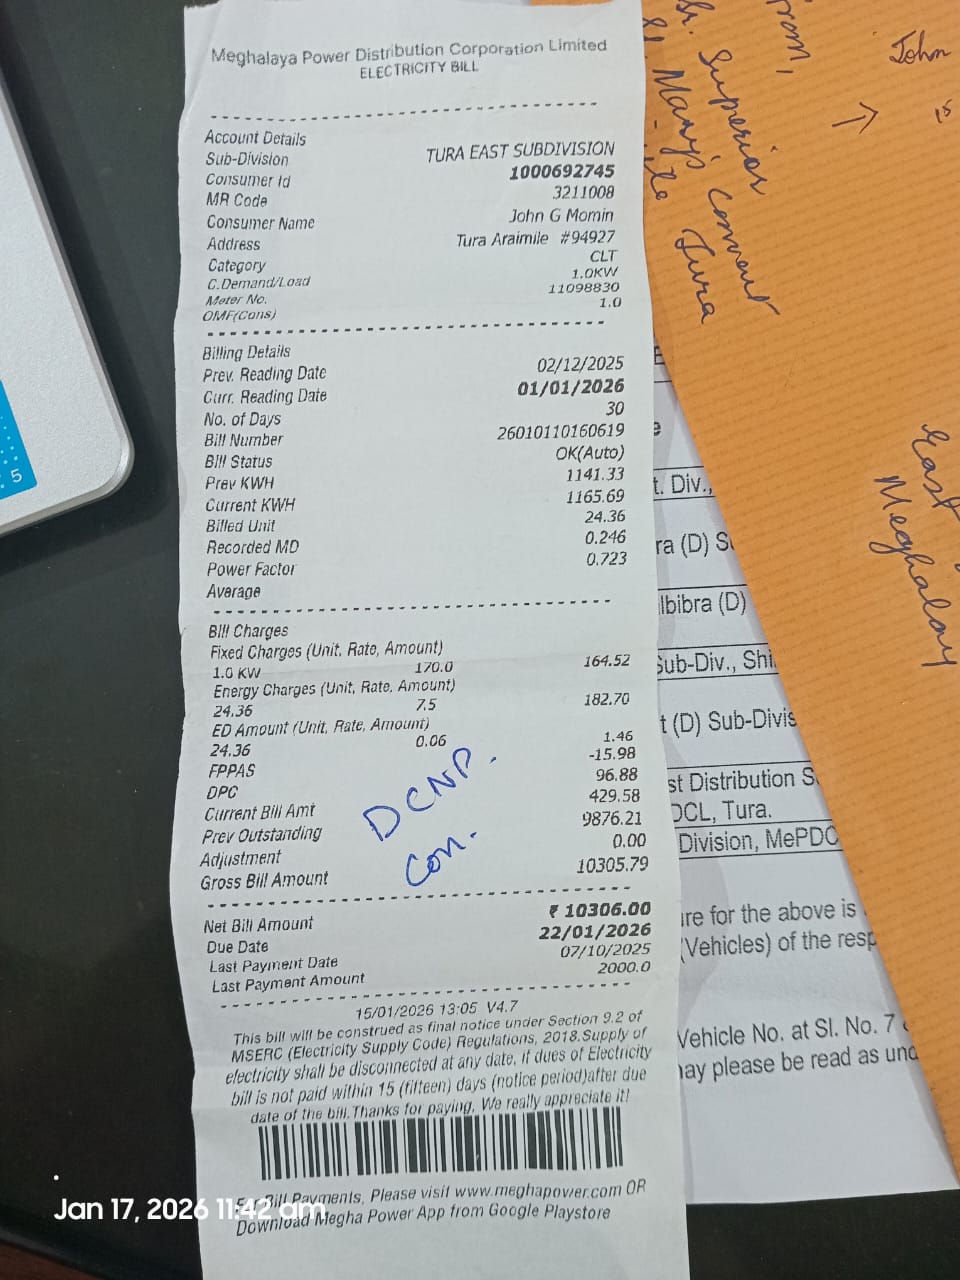 Meghalaya Power Distribution Corporation Limited
ELECTRICITY BILL
Account Details
Sub-Division TURA EAST SUBDIVISION
Consumer Id 1000692745
MR Code 3211008
Consumer Name John G Momin
Address Tura Araimile #94927
Category CLT
C.Demand/Load 1.0KW
Meter No. 11098830
OMF(Cons) 1.0
Billing Details
Prev. Reading Date 02/12/2025
Curr. Reading Date 01/01/2026
No. of Days 30
Bill Number 26010110160619
Bill Status OK(Auto)
Prev KWH 1141.33
Current KWH 1165.69
Billed Unit 24.36
Recorded MD 0.246
Power Factor 0.723
Average
Bill Charges
Fixed Charges (Unit, Rate, Amount)
1.0 KW 170.0 164.52
Energy Charges (Unit, Rate, Amount)
24.36 7.5 182.70
ED Amount (Unit, Rate, Amount)
24.36 0.06 1.46
FPPAS -15.98
DPC 96.88
Current Bill Amt 429.58
Prev Outstanding 9876.21
Adjustment 0.00
Gross Bill Amount 10305.79
DCNP.
Con.
Net Bill Amount ₹ 10306.00
Due Date 22/01/2026
Last Payment Date 07/10/2025
Last Payment Amount 2000.0
15/01/2026 13:05 V4.7
This bill will be construed as final notice under Section 9.2 of
MSERC (Electricity Supply Code) Regulations, 2018.Supply of
electricity shall be disconnected at any date, if dues of Electricity
bill is not paid within 15 (fifteen) days (notice period)after due
date of the bill.Thanks for paying. We really appreciate it!
For Bill Payments, Please visit www.meghapower.com OR
Download Megha Power App from Google Playstore
Jan 17, 2026 11:42 am
5
from,
Sr. Superior
St. Mary's Convent
Tura
John
East
Meghalay
t. Div.,
ra (D) S
lbibra (D)
Sub-Div., Shi
t (D) Sub-Divis
st Distribution S
DCL, Tura.
Division, MePDC
are for the above is
(Vehicles) of the resp
Vehicle No. at Sl. No. 7
may please be read as und